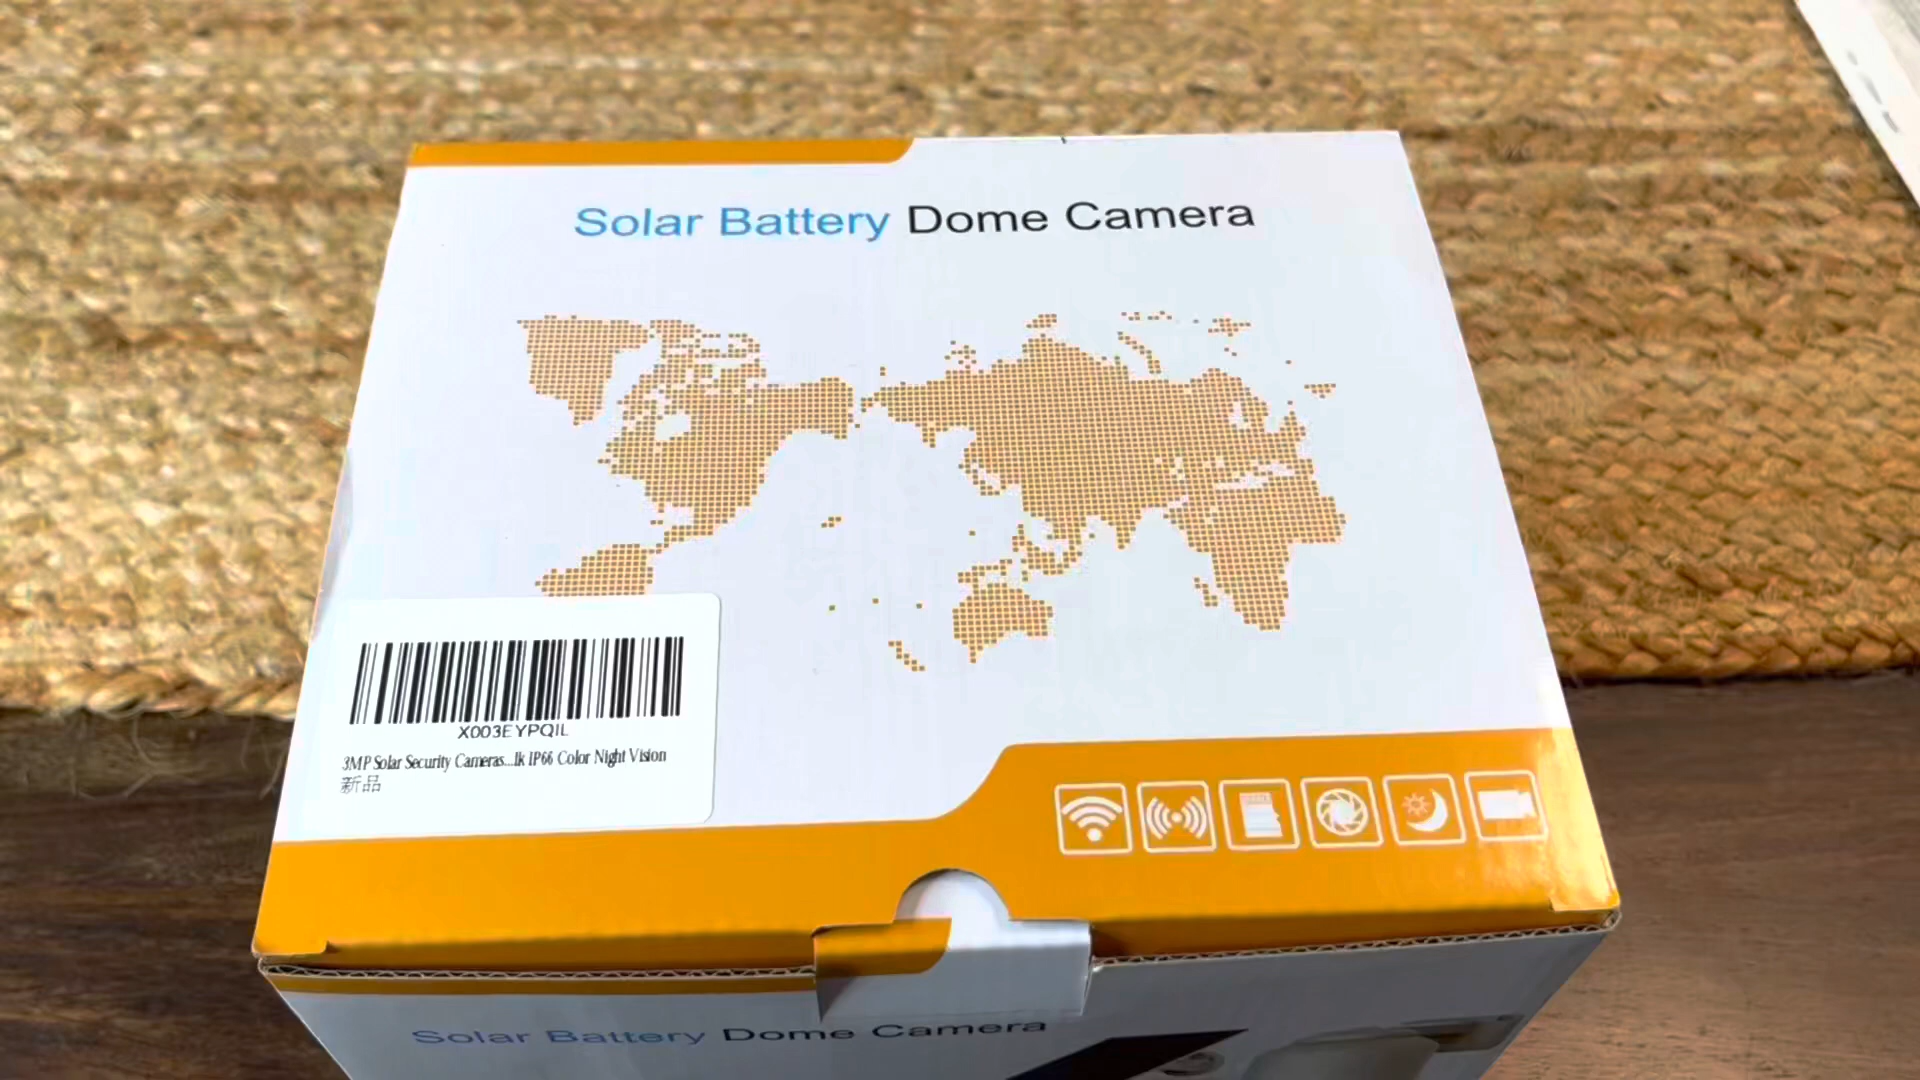 Solar Battery Dome Camera
X003EYPQIL
3MP Solar Security Cameras...lk IP66 Color Night Vision
新品
Solar Battery Dome Camera